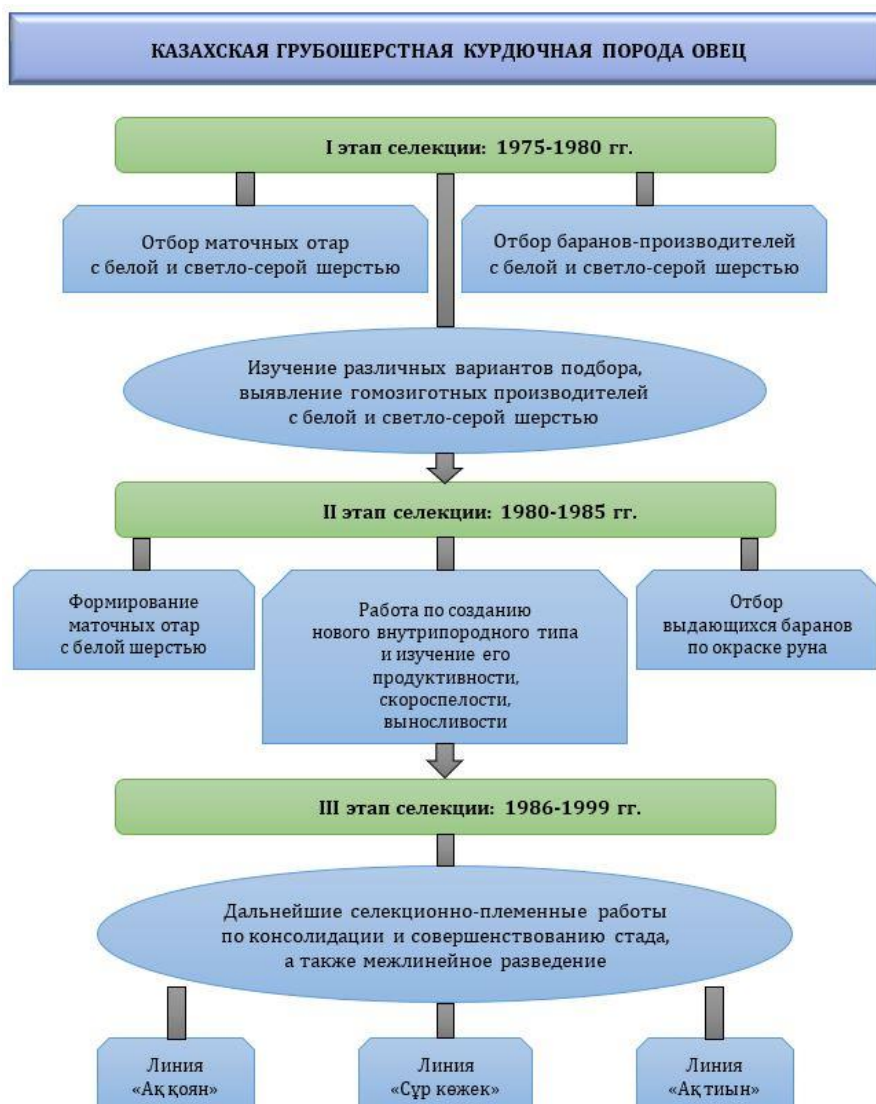 КАЗАХСКАЯ ГРУБОШЕРСТНАЯ КУРДЮЧНАЯ ПОРОДА ОВЕЦ
I этап селекции: 1975-1980 гг.
Отбор маточных отар
с белой и светло-серой шерстью
Отбор баранов-производителей
с белой и светло-серой шерстью
Изучение различных вариантов подбора,
выявление гомозиготных производителей
с белой и светло-серой шерстью
II этап селекции: 1980-1985 гг.
Формирование
маточных отар
с белой шерстью
Работа по созданию
нового внутрипородного типа
и изучение его
продуктивности,
скороспелости,
выносливости
Отбор
выдающихся баранов
по окраске руна
III этап селекции: 1986-1999 гг.
Дальнейшие селекционно-племенные работы
по консолидации и совершенствованию стада,
а также межлинейное разведение
Линия
«Ақ қоян»
Линия
«Сұр көжек»
Линия
«Ақ тиын»